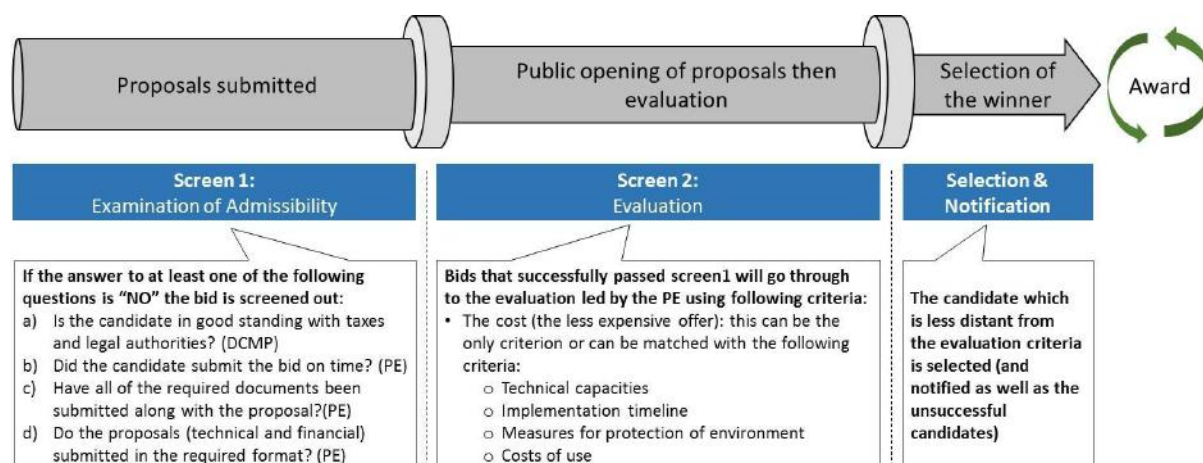 Proposals submitted
Public opening of proposals then
evaluation
Selection of
the winner
Award
Screen 1:
Examination of Admissibility
Screen 2:
Evaluation
Selection &
Notification
If the answer to at least one of the following
questions is “NO” the bid is screened out:
a) Is the candidate in good standing with taxes
and legal authorities? (DCMP)
b) Did the candidate submit the bid on time? (PE)
c) Have all of the required documents been
submitted along with the proposal?(PE)
d) Do the proposals (technical and financial)
submitted in the required format? (PE)
Bids that successfully passed screen1 will go through
to the evaluation led by the PE using following criteria:
• The cost (the less expensive offer): this can be the
only criterion or can be matched with the following
criteria:
o Technical capacities
o Implementation timeline
o Measures for protection of environment
o Costs of use
The candidate which
is less distant from
the evaluation criteria
is selected (and
notified as well as the
unsuccessful
candidates)